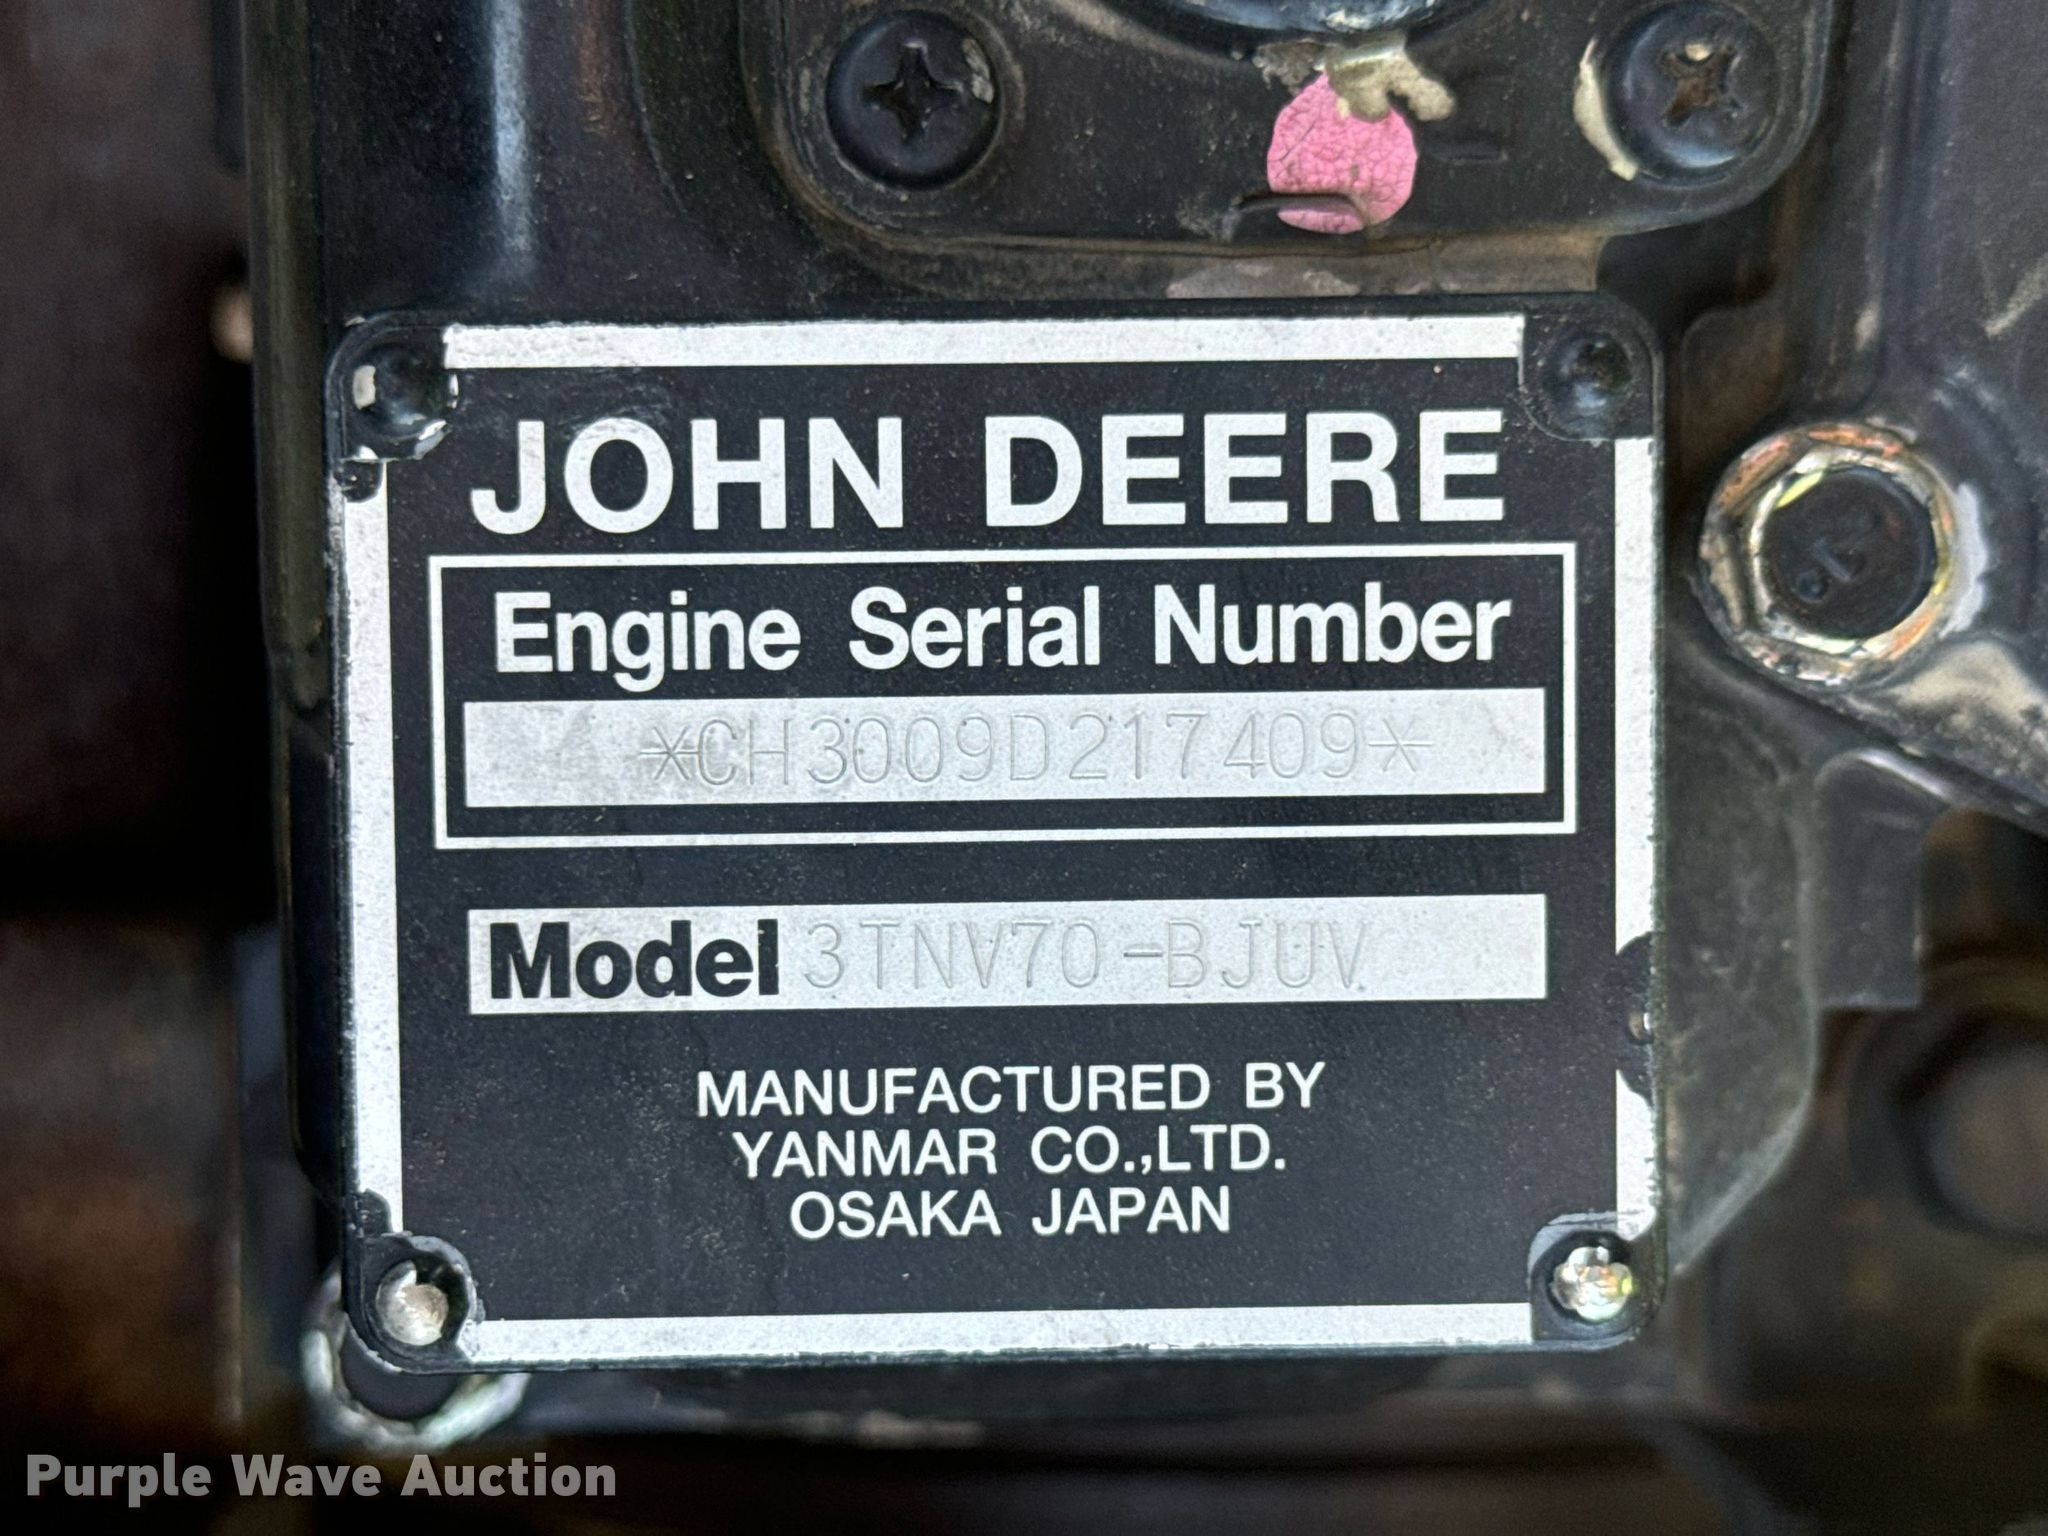 JOHN DEERE
Engine Serial Number
*CH3009D217409*
Model 3TNV70-BJUV
MANUFACTURED BY
YANMAR CO.,LTD.
OSAKA JAPAN
Purple Wave Auction